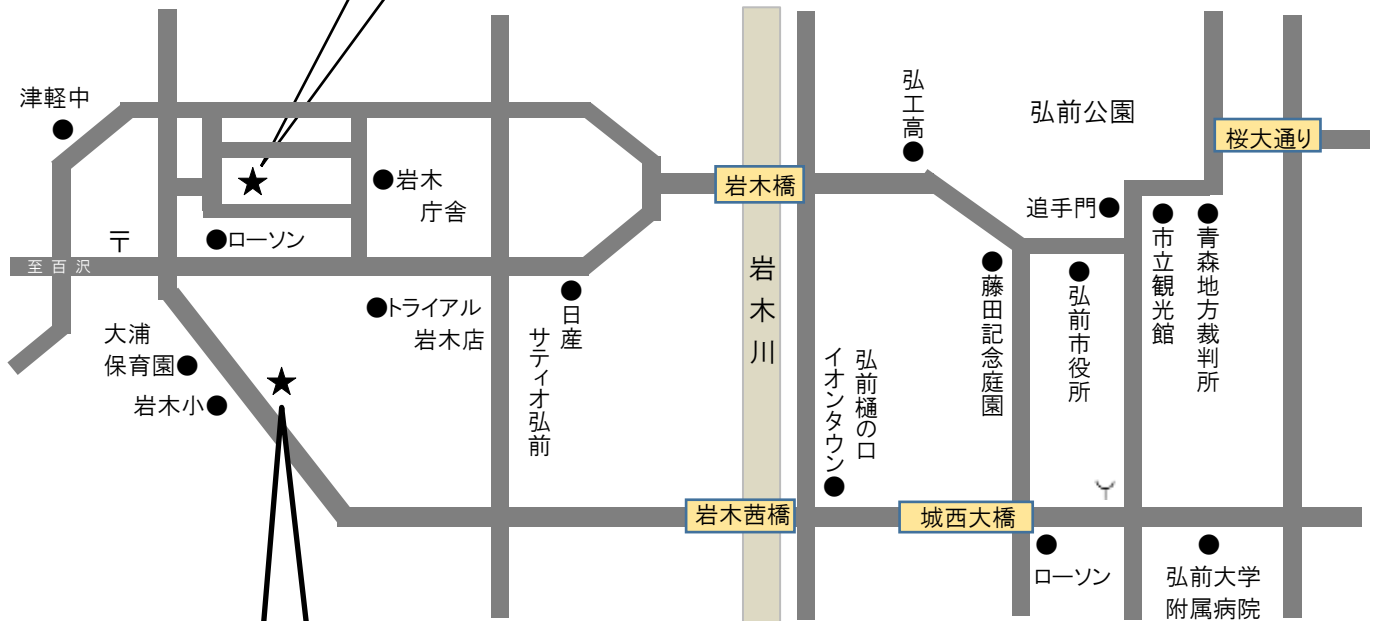 津軽中
弘工高
弘前公園
桜大通り
岩木橋
岩木
庁舎
追手門
〒
ローソン
市立観光館
青森地方裁判所
至百沢
岩木川
藤田記念庭園
弘前市役所
トライアル
岩木店
日産
サティオ弘前
大浦
保育園
岩木小
弘前樋の口
イオンタウン
岩木茜橋
城西大橋
ローソン
弘前大学
附属病院